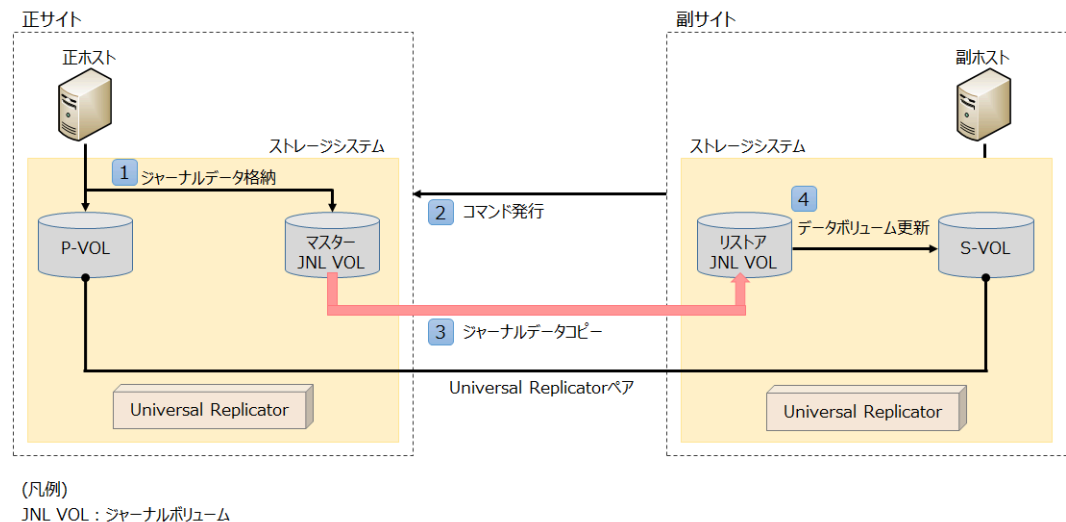 正サイト
副サイト
正ホスト
副ホスト
ストレージシステム
ストレージシステム
1 ジャーナルデータ格納
2 コマンド発行
4
データボリューム更新
P-VOL
マスター
JNL VOL
リストア
JNL VOL
S-VOL
3 ジャーナルデータコピー
Universal Replicatorペア
Universal Replicator
Universal Replicator
(凡例)
JNL VOL：ジャーナルボリューム